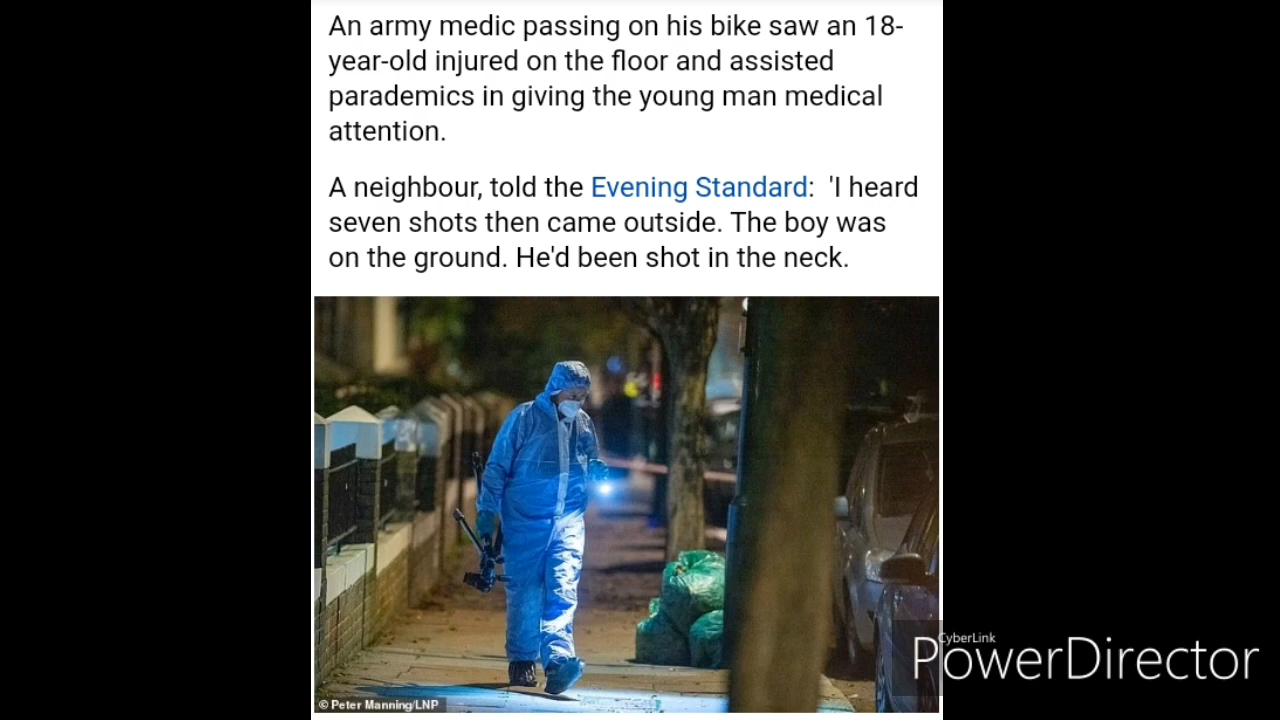 An army medic passing on his bike saw an 18-
year-old injured on the floor and assisted
parademics in giving the young man medical
attention.
A neighbour, told the Evening Standard:  'I heard
seven shots then came outside. The boy was
on the ground. He'd been shot in the neck.
CyberLink
PowerDirector
© Peter Manning/LNP